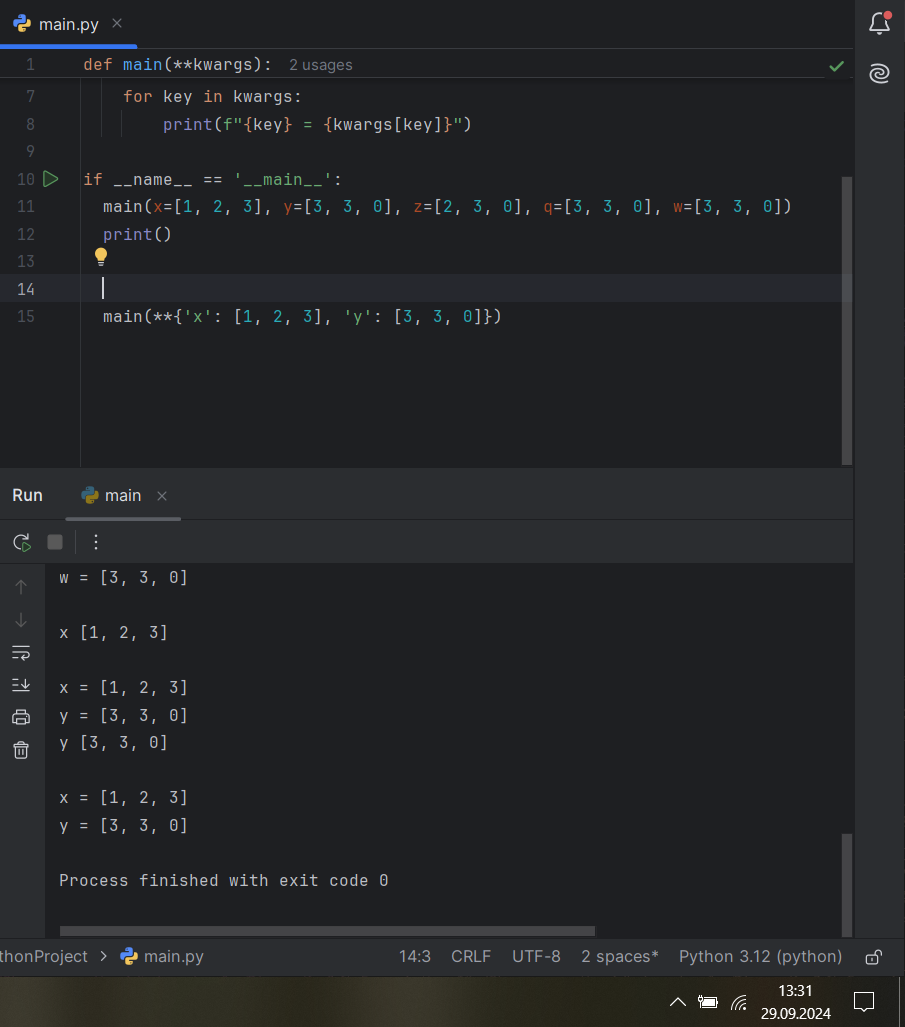 main.py
1 def main(**kwargs): 2 usages
7 for key in kwargs:
8 print(f"{key} = {kwargs[key]}")
9
10 if __name__ == '__main__':
11 main(x=[1, 2, 3], y=[3, 3, 0], z=[2, 3, 0], q=[3, 3, 0], w=[3, 3, 0])
12 print()
13
14
15 main(**{'x': [1, 2, 3], 'y': [3, 3, 0]})
Run main
w = [3, 3, 0]
x [1, 2, 3]
x = [1, 2, 3]
y = [3, 3, 0]
y [3, 3, 0]
x = [1, 2, 3]
y = [3, 3, 0]
Process finished with exit code 0
thonProject > main.py 14:3 CRLF UTF-8 2 spaces* Python 3.12 (python)
13:31
29.09.2024